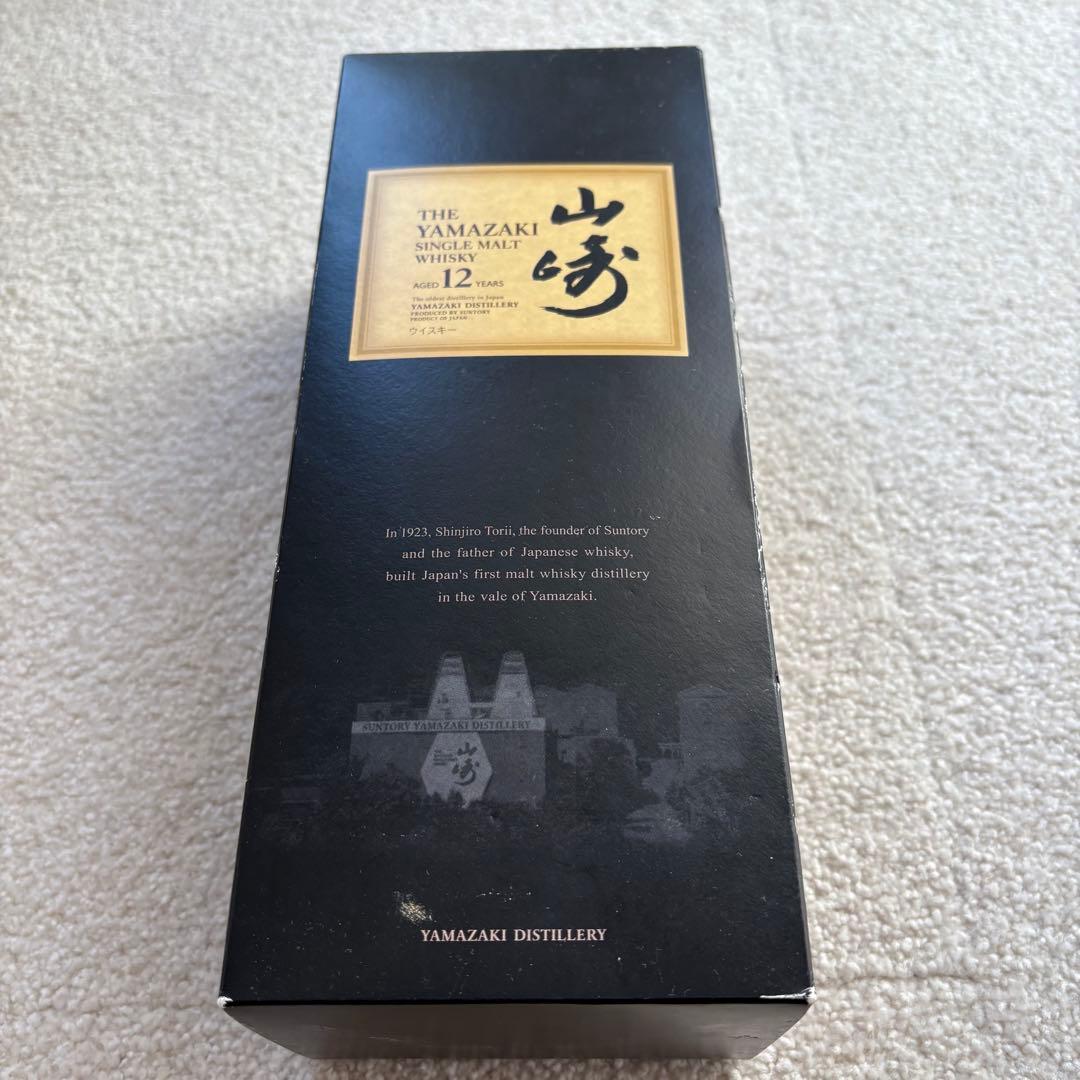 THE
YAMAZAKI
SINGLE MALT
WHISKY
AGED 12 YEARS
The oldest distillery in Japan
YAMAZAKI DISTILLERY
PRODUCED BY SUNTORY
PRODUCT OF JAPAN
ウイスキー
山崎
In 1923, Shinjiro Torii, the founder of Suntory
and the father of Japanese whisky,
built Japan's first malt whisky distillery
in the vale of Yamazaki.
SUNTORY YAMAZAKI DISTILLERY
山崎
YAMAZAKI DISTILLERY